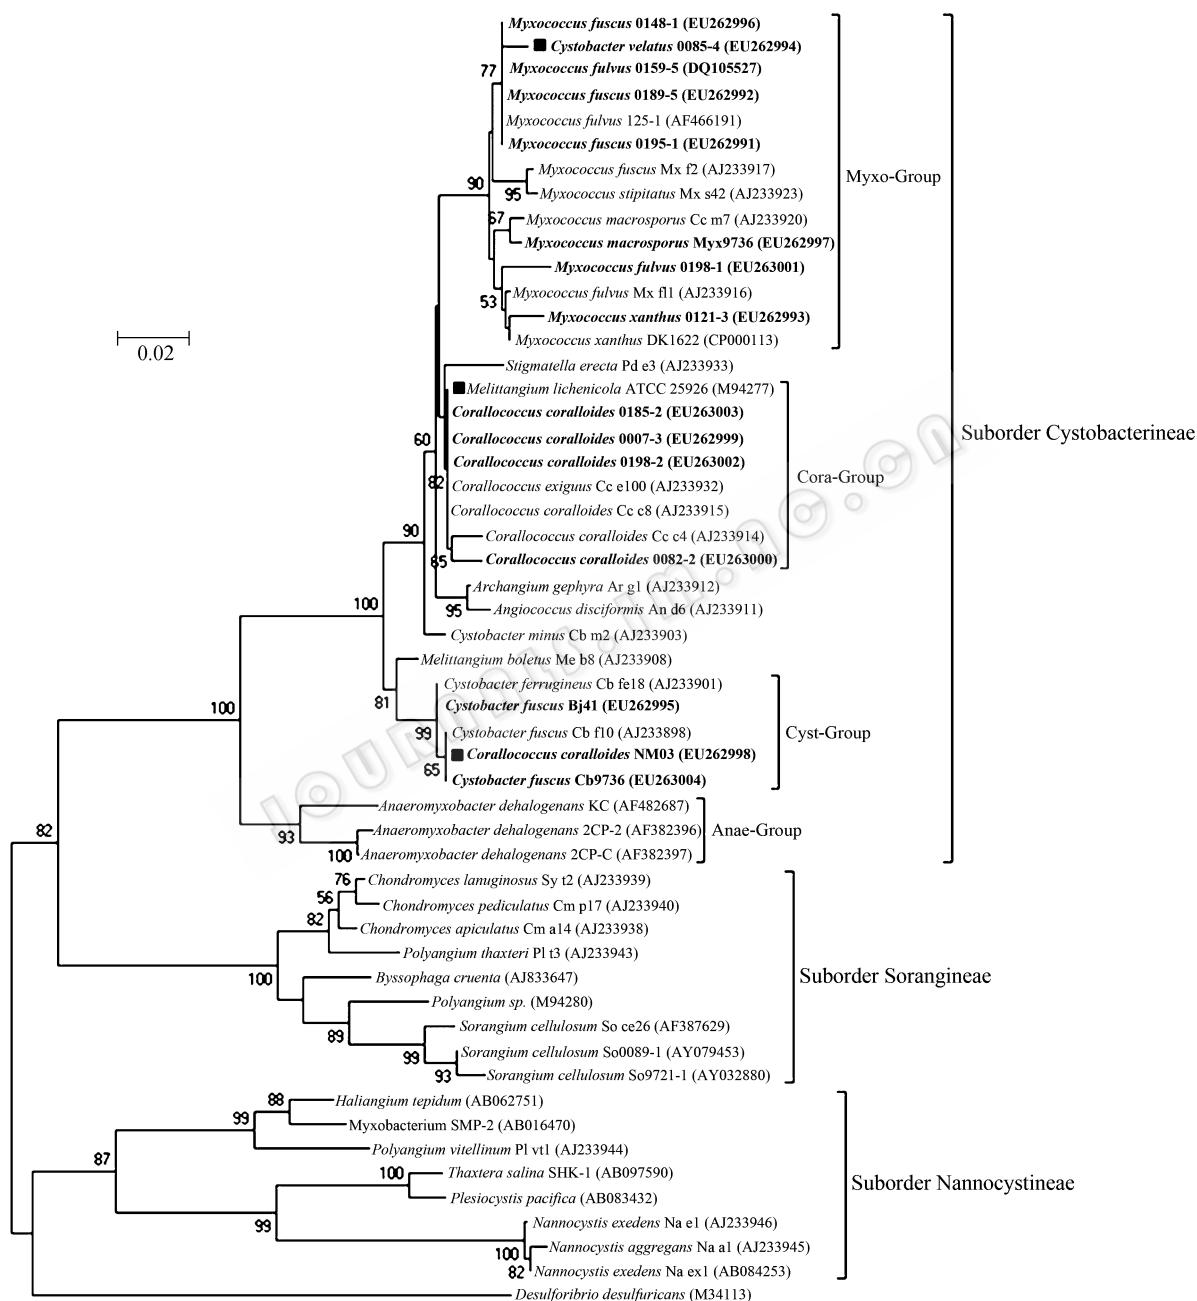 Myxococcus fuscus 0148-1 (EU262996)
Cystobacter velatus 0085-4 (EU262994)
77
Myxococcus fulvus 0159-5 (DQ105527)
Myxococcus fuscus 0189-5 (EU262992)
Myxococcus fulvus 125-1 (AF466191)
Myxococcus fuscus 0195-1 (EU262991)
Myxococcus fuscus Mx f2 (AJ233917)
Myxo-Group
90
95
Myxococcus stipitatus Mx s42 (AJ233923)
67
Myxococcus macrosporus Cc m7 (AJ233920)
Myxococcus macrosporus Myx9736 (EU262997)
Myxococcus fulvus 0198-1 (EU263001)
Myxococcus fulvus Mx fl1 (AJ233916)
53
Myxococcus xanthus 0121-3 (EU262993)
Myxococcus xanthus DK1622 (CP000113)
0.02
Stigmatella erecta Pd e3 (AJ233933)
Melittangium lichenicola ATCC 25926 (M94277)
Corallococcus coralloides 0185-2 (EU263003)
60
Corallococcus coralloides 0007-3 (EU262999)
Suborder Cystobacterineae
Corallococcus coralloides 0198-2 (EU263002)
Cora-Group
82
Corallococcus exiguus Cc e100 (AJ233932)
Corallococcus coralloides Cc c8 (AJ233915)
90
Corallococcus coralloides Cc c4 (AJ233914)
65
Corallococcus coralloides 0082-2 (EU263000)
Archangium gephyra Ar g1 (AJ233912)
100
95
Angiococcus disciformis An d6 (AJ233911)
Cystobacter minus Cb m2 (AJ233903)
Melittangium boletus Me b8 (AJ233908)
Cystobacter ferrugineus Cb fe18 (AJ233901)
81
100
Cystobacter fuscus Bj41 (EU262995)
99
Cystobacter fuscus Cb f10 (AJ233898)
Cyst-Group
Corallococcus coralloides NM03 (EU262998)
65
Cystobacter fuscus Cb9736 (EU263004)
Anaeromyxobacter dehalogenans KC (AF482687)
82
93
Anaeromyxobacter dehalogenans 2CP-2 (AF382396)
Anae-Group
100
Anaeromyxobacter dehalogenans 2CP-C (AF382397)
76
Chondromyces lanuginosus Sy t2 (AJ233939)
56
Chondromyces pediculatus Cm p17 (AJ233940)
82
Chondromyces apiculatus Cm a14 (AJ233938)
Polyangium thaxteri Pl t3 (AJ233943)
100
Byssophaga cruenta (AJ833647)
Suborder Sorangineae
Polyangium sp. (M94280)
89
Sorangium cellulosum So ce26 (AF387629)
99
Sorangium cellulosum So0089-1 (AY079453)
93
Sorangium cellulosum So9721-1 (AY032880)
88
Haliangium tepidum (AB062751)
99
Myxobacterium SMP-2 (AB016470)
Polyangium vitellinum Pl vt1 (AJ233944)
87
100
Thaxtera salina SHK-1 (AB097590)
Suborder Nannocystineae
Plesiocystis pacifica (AB083432)
99
Nannocystis exedens Na e1 (AJ233946)
100
Nannocystis aggregans Na a1 (AJ233945)
82
Nannocystis exedens Na ex1 (AB084253)
Desulforibrio desulfuricans (M34113)
journals.im.ac.cn